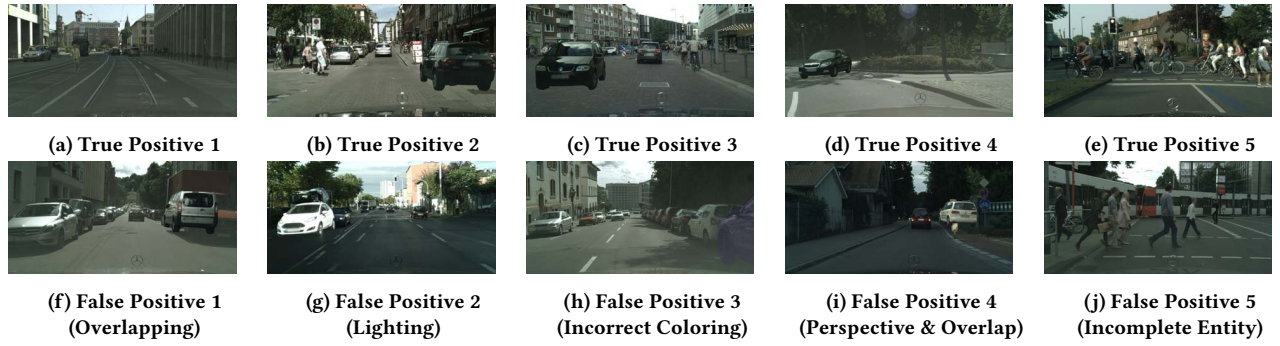 (a) True Positive 1
(b) True Positive 2
(c) True Positive 3
(d) True Positive 4
(e) True Positive 5
(f) False Positive 1
(Overlapping)
(g) False Positive 2
(Lighting)
(h) False Positive 3
(Incorrect Coloring)
(i) False Positive 4
(Perspective & Overlap)
(j) False Positive 5
(Incomplete Entity)